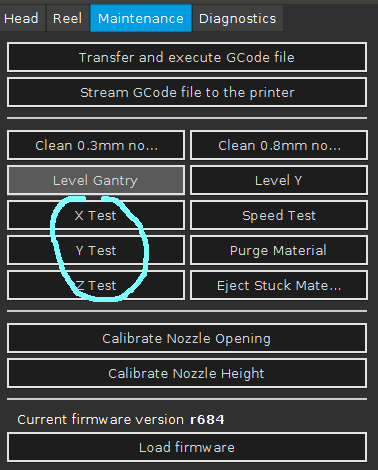 Head Reel Maintenance Diagnostics
Transfer and execute GCode file
Stream GCode file to the printer
Clean 0.3mm no... Clean 0.8mm no...
Level Gantry Level Y
X Test Speed Test
Y Test Purge Material
Z Test Eject Stuck Mate...
Calibrate Nozzle Opening
Calibrate Nozzle Height
Current firmware version r684
Load firmware